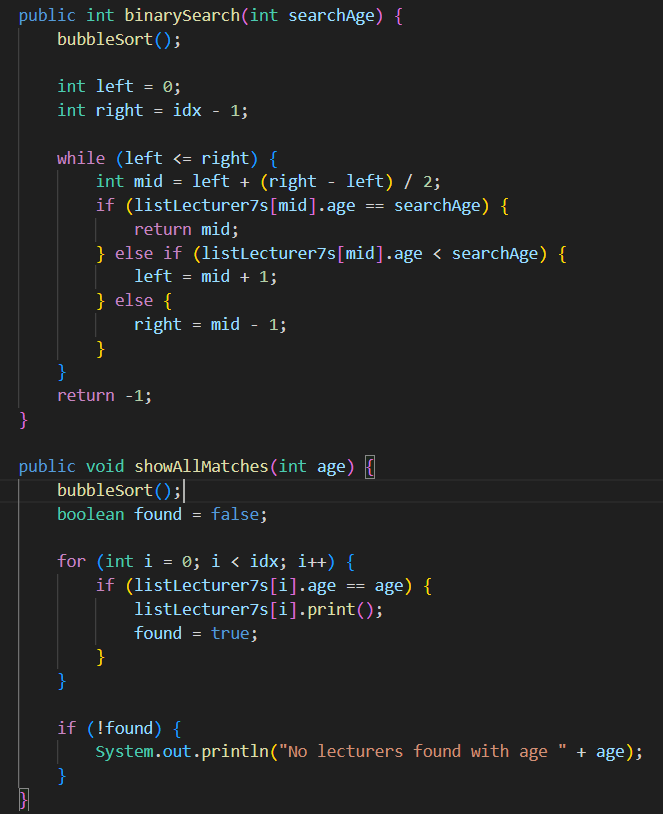 public int binarySearch(int searchAge) {
    bubbleSort();

    int left = 0;
    int right = idx - 1;

    while (left <= right) {
        int mid = left + (right - left) / 2;
        if (listLecturer7s[mid].age == searchAge) {
            return mid;
        } else if (listLecturer7s[mid].age < searchAge) {
            left = mid + 1;
        } else {
            right = mid - 1;
        }
    }
    return -1;
}

public void showAllMatches(int age) {
    bubbleSort();
    boolean found = false;

    for (int i = 0; i < idx; i++) {
        if (listLecturer7s[i].age == age) {
            listLecturer7s[i].print();
            found = true;
        }
    }

    if (!found) {
        System.out.println("No lecturers found with age " + age);
    }
}